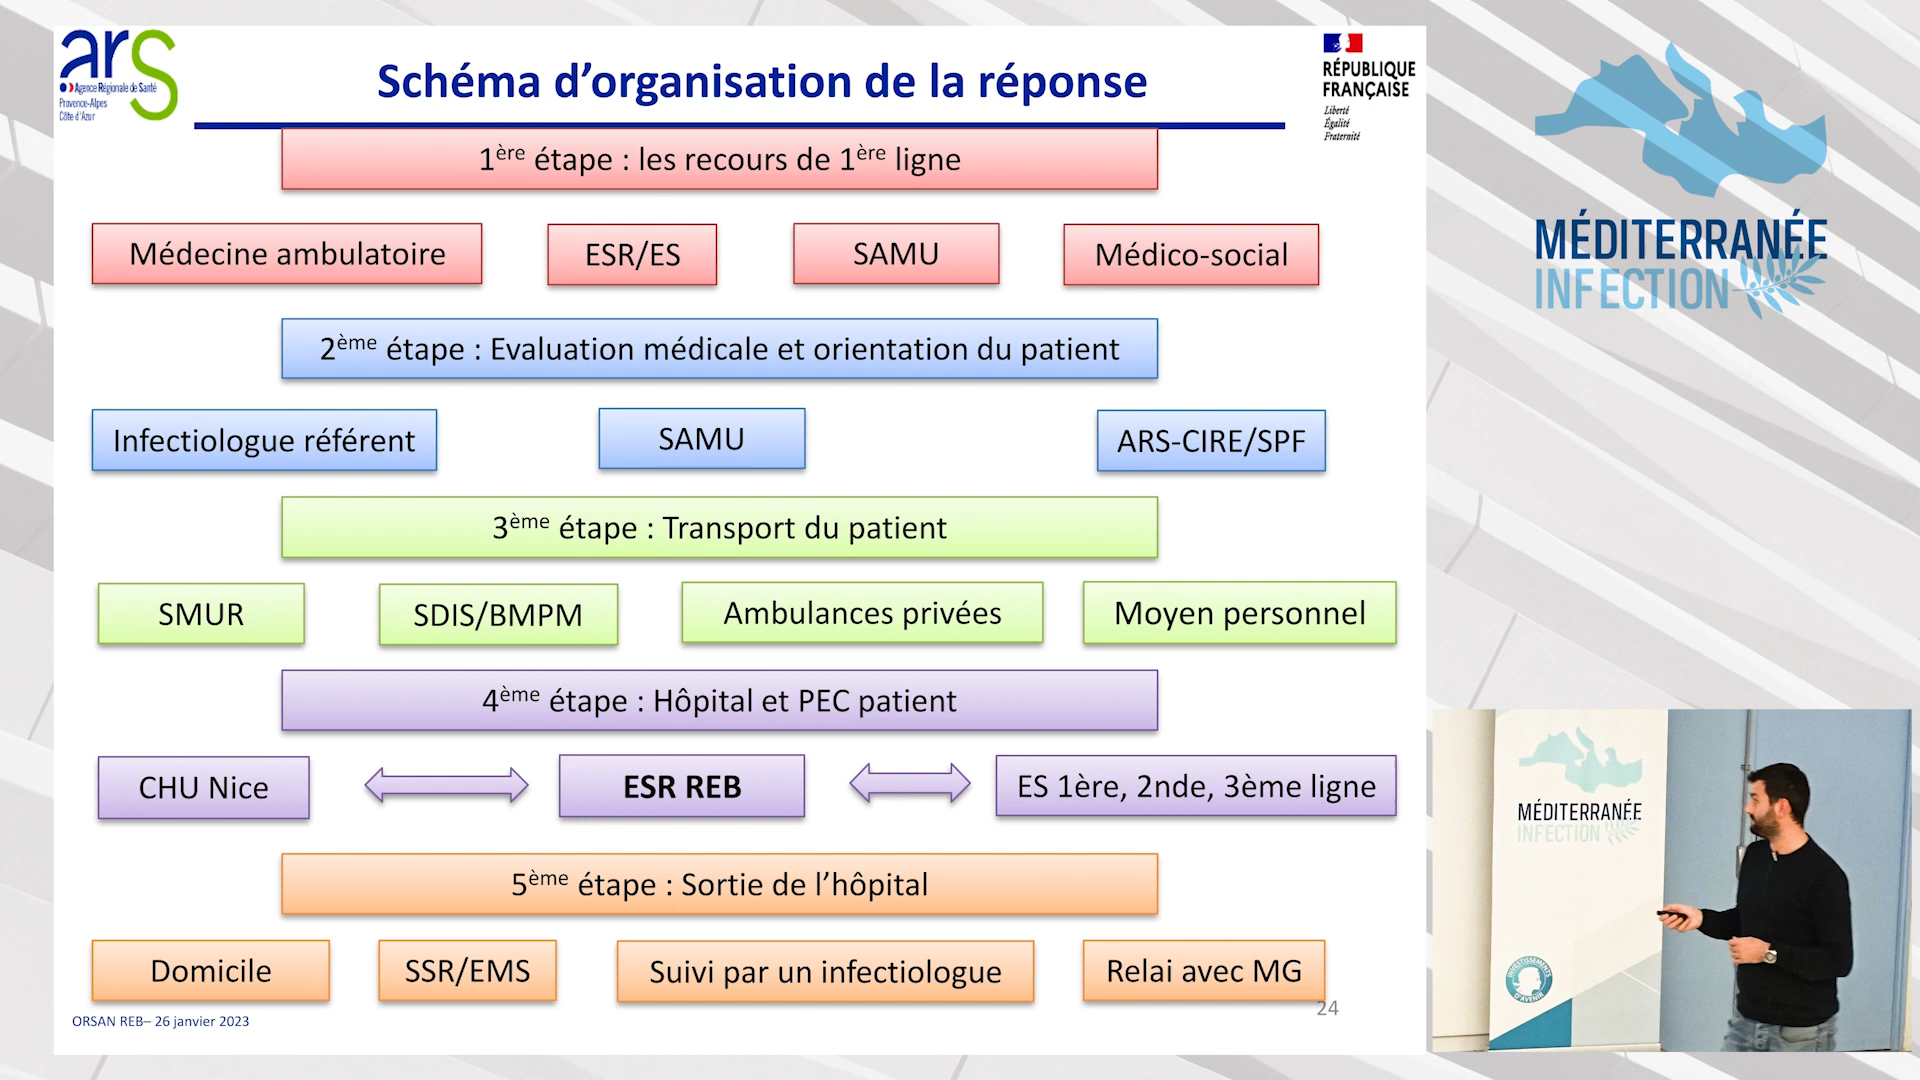 ars
Agence Régionale de Santé
Provence-Alpes
Côte d'Azur
Schéma d'organisation de la réponse
RÉPUBLIQUE
FRANÇAISE
Liberté
Égalité
Fraternité
1ère étape : les recours de 1ère ligne
Médecine ambulatoire
ESR/ES
SAMU
Médico-social
2ème étape : Evaluation médicale et orientation du patient
Infectiologue référent
SAMU
ARS-CIRE/SPF
3ème étape : Transport du patient
SMUR
SDIS/BMPM
Ambulances privées
Moyen personnel
4ème étape : Hôpital et PEC patient
CHU Nice
ESR REB
ES 1ère, 2nde, 3ème ligne
5ème étape : Sortie de l'hôpital
Domicile
SSR/EMS
Suivi par un infectiologue
Relai avec MG
ORSAN REB– 26 janvier 2023
24
MÉDITERRANÉE
INFECTION
MÉDITERRANÉE
INFECTION
INVESTISSEMENTS
D'AVENIR